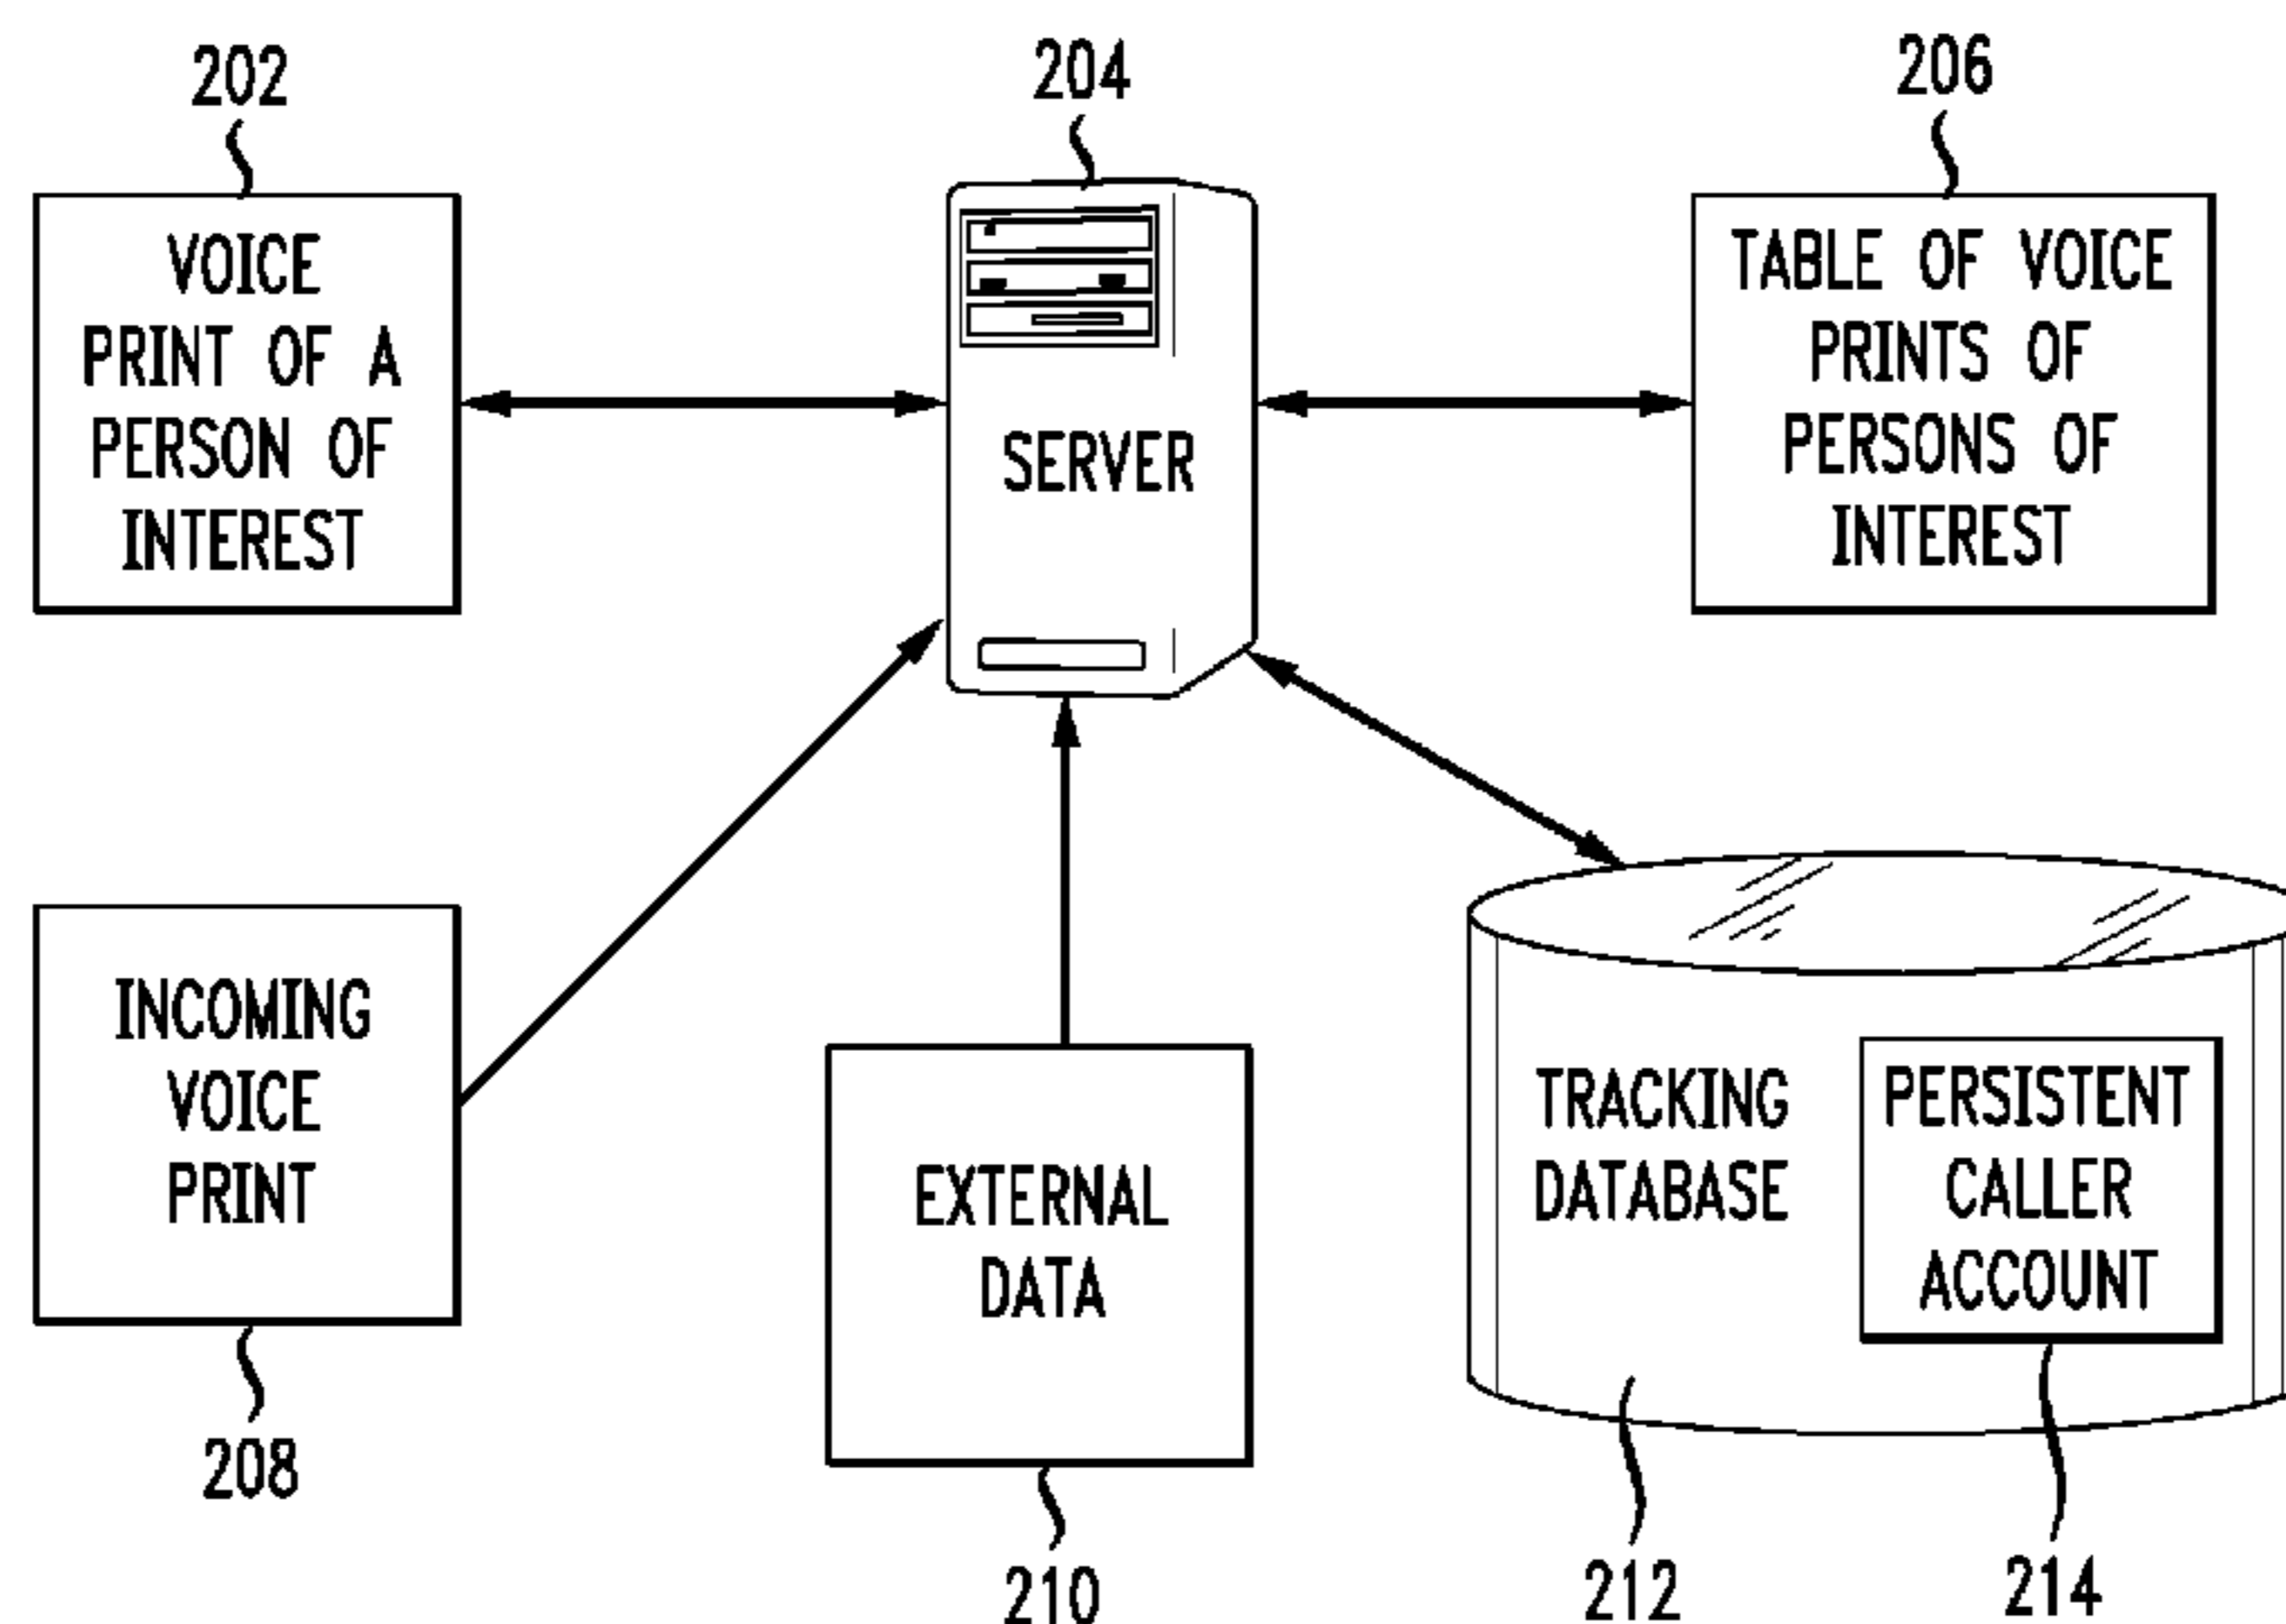 202
204
206
VOICE
PRINT OF A
PERSON OF
INTEREST
SERVER
TABLE OF VOICE
PRINTS OF
PERSONS OF
INTEREST
INCOMING
VOICE
PRINT
EXTERNAL
DATA
TRACKING
DATABASE
PERSISTENT
CALLER
ACCOUNT
208
210
212
214